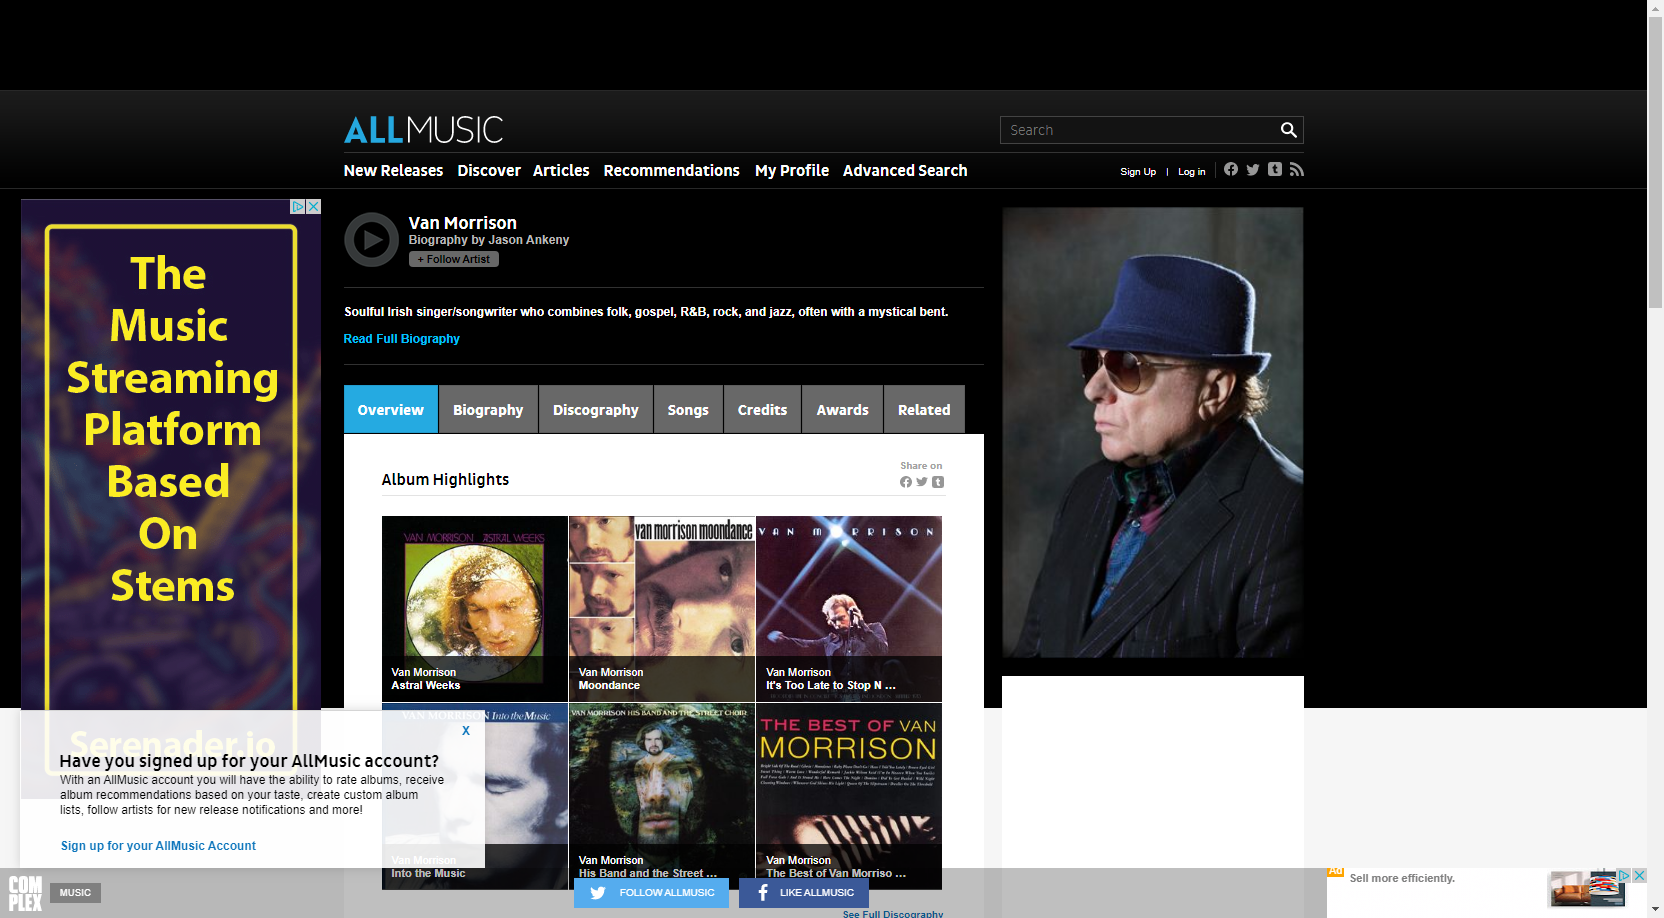 ALLMUSIC
Search
New Releases Discover Articles Recommendations My Profile Advanced Search
Sign Up | Log in
The
Music
Streaming
Platform
Based
On
Stems
Serenader.io
Van Morrison
Biography by Jason Ankeny
+ Follow Artist
Soulful Irish singer/songwriter who combines folk, gospel, R&B, rock, and jazz, often with a mystical bent.
Read Full Biography
Overview Biography Discography Songs Credits Awards Related
Album Highlights
Share on
VAN MORRISON ASTRAL WEEKS
Van Morrison
Astral Weeks
van morrison moondance
Van Morrison
Moondance
VAN MORRISON
Van Morrison
It's Too Late to Stop N ...
VAN MORRISON Into the Music
Van Morrison
Into the Music
VAN MORRISON HIS BAND AND THE STREET CHOIR
Van Morrison
His Band and the Street ...
THE BEST OF VAN
MORRISON
Van Morrison
The Best of Van Morriso ...
See Full Discography
X
Have you signed up for your AllMusic account?
With an AllMusic account you will have the ability to rate albums, receive
album recommendations based on your taste, create custom album
lists, follow artists for new release notifications and more!
Sign up for your AllMusic Account
COM
PLEX
MUSIC
FOLLOW ALLMUSIC
LIKE ALLMUSIC
Ad
Sell more efficiently.